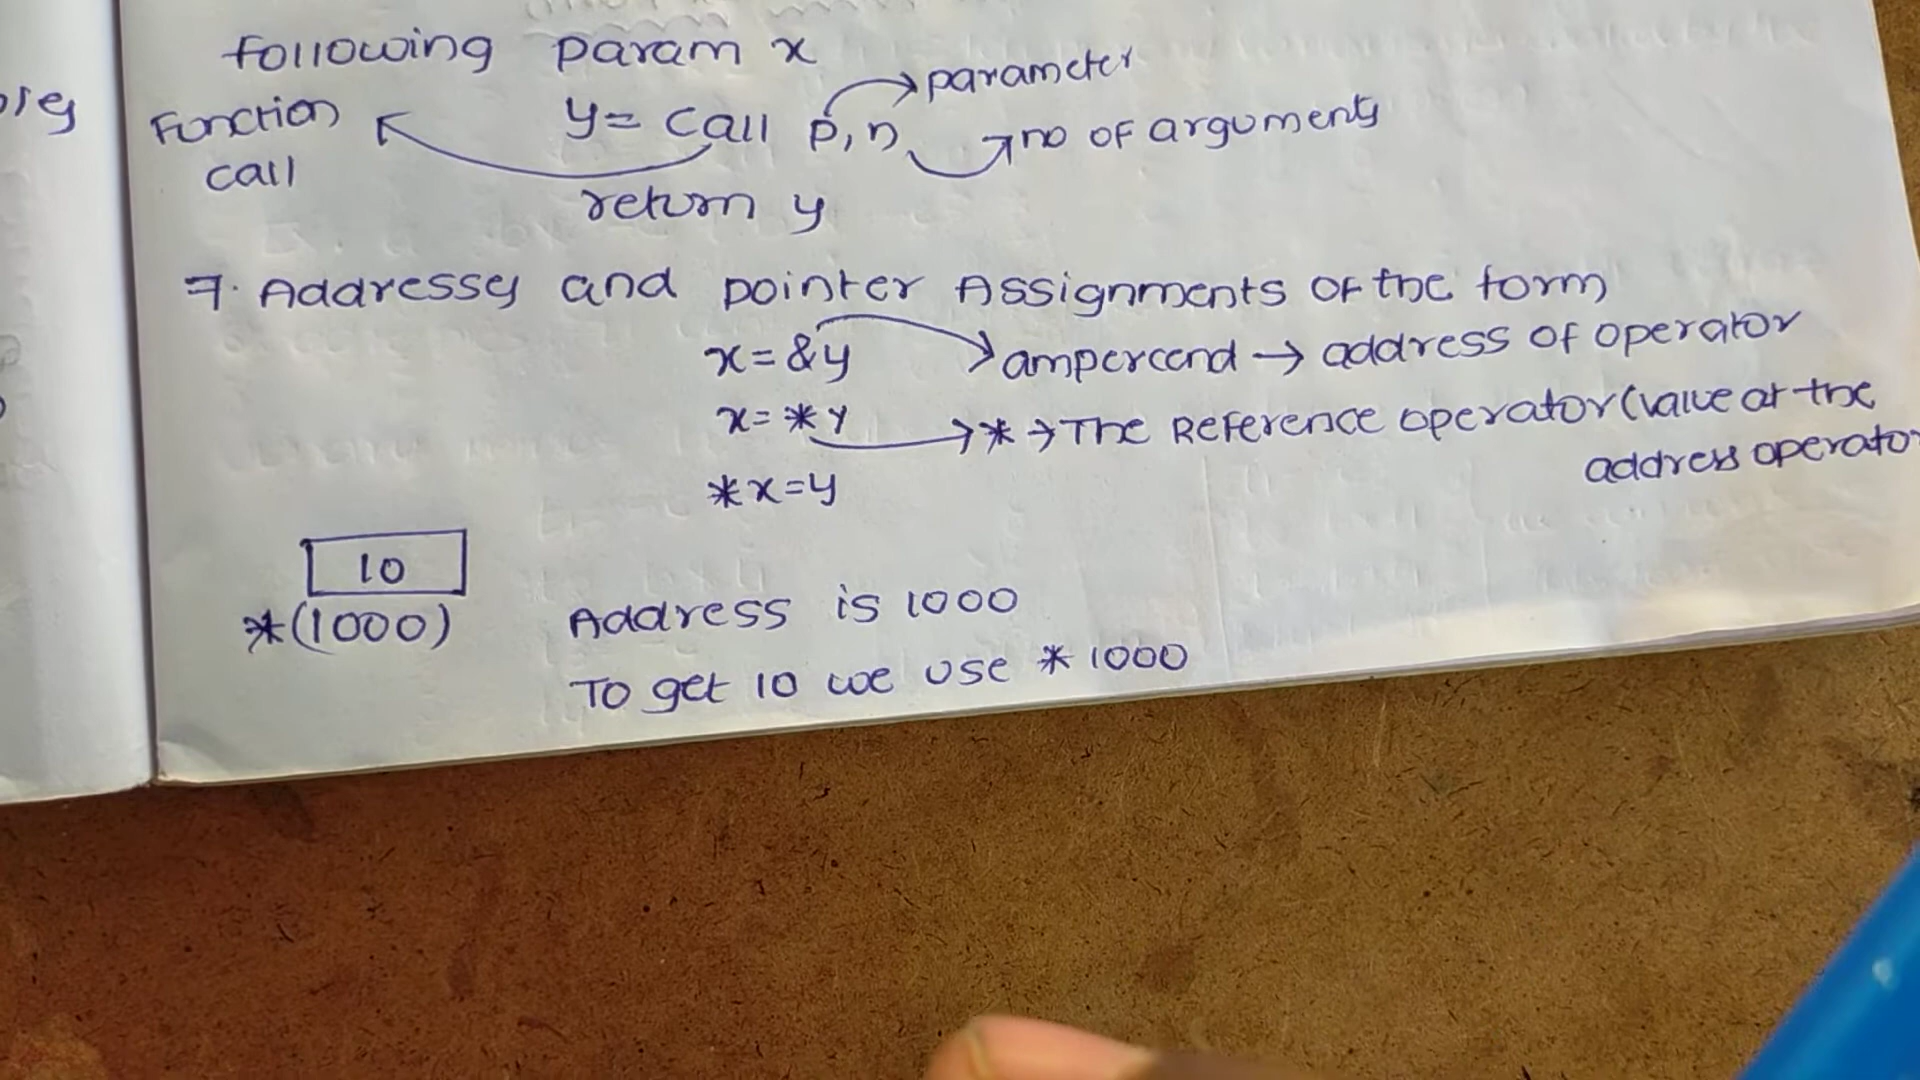 following param x
parameter
Function call
y = call p, n
no of arguments
return y
7. Addresses and pointer Assignments of the form
x = &y → ampercend → address of operator
x = *y → * → The Reference operator (value at the address operator
*x = y
10
*(1000)
Address is 1000
To get 10 we use * 1000